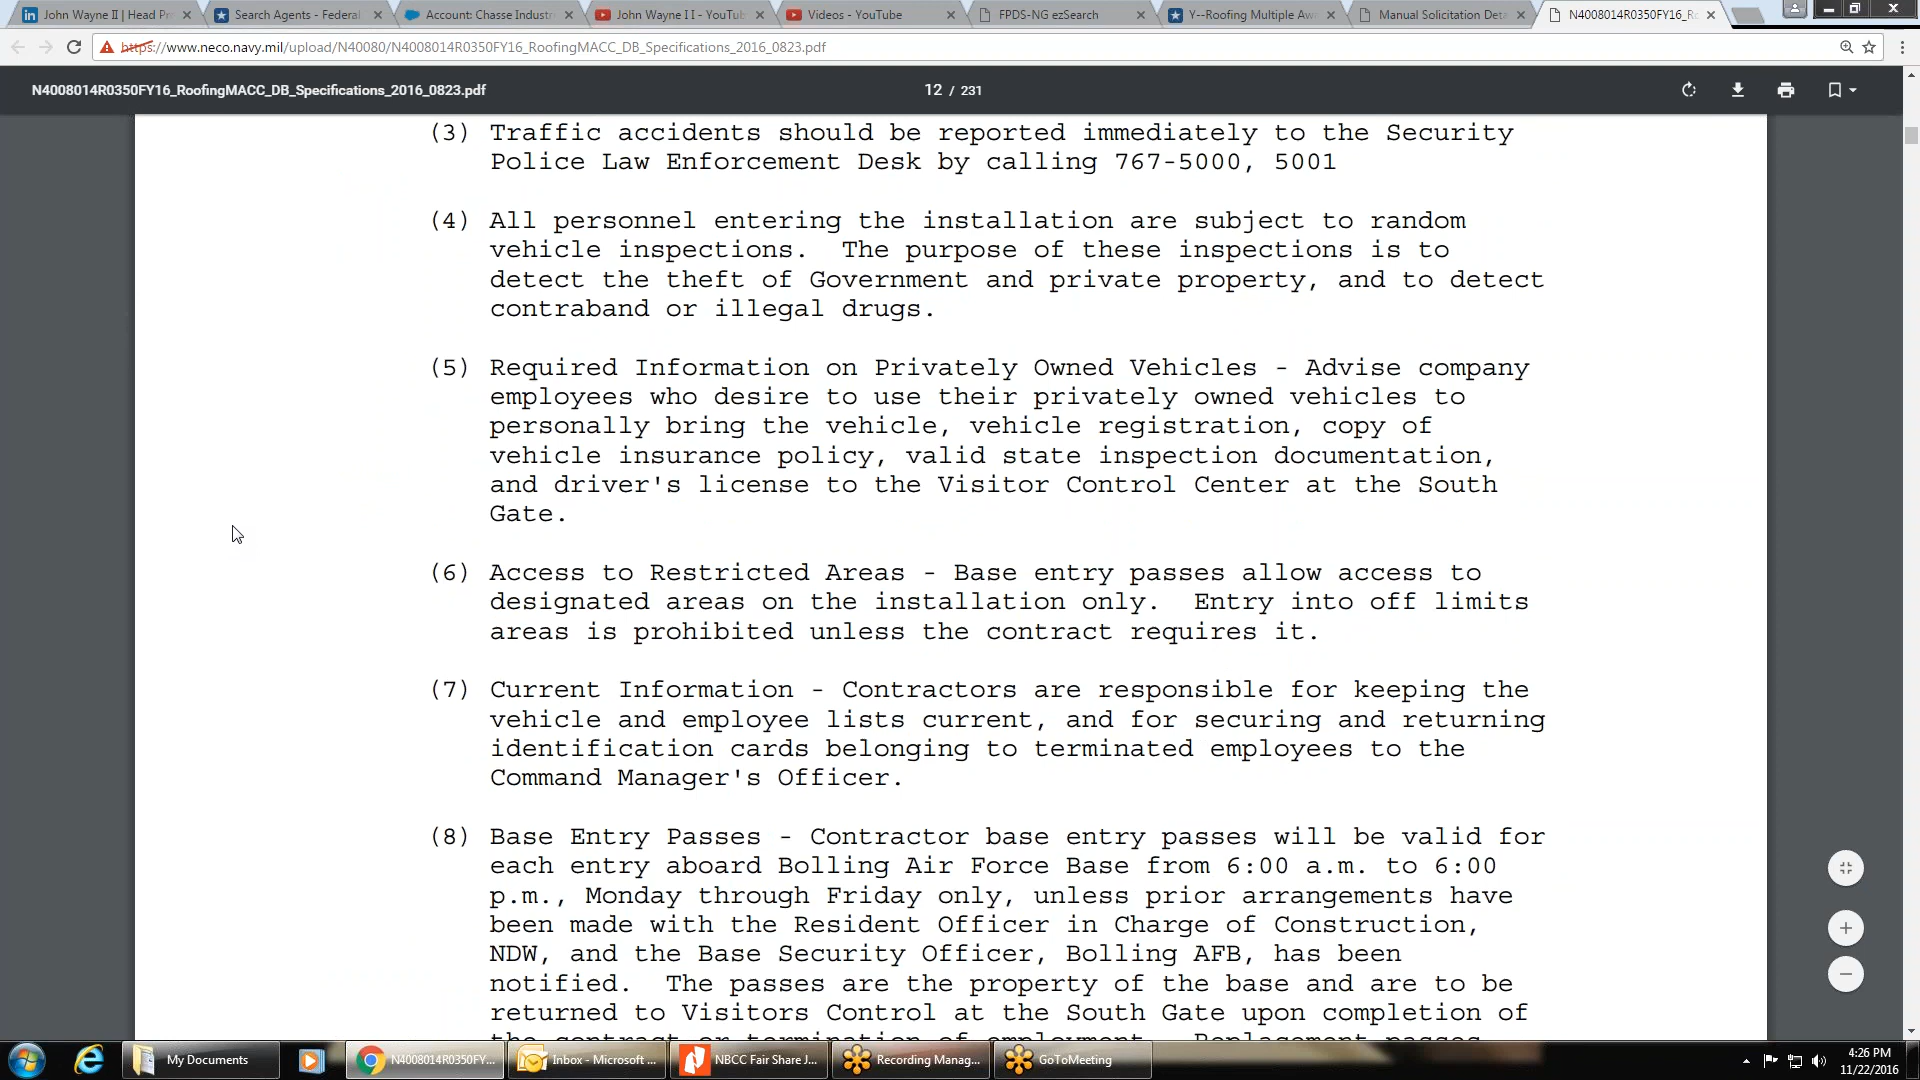 John Wayne II | Head Pr
Search Agents - Federal
Account: Chasse Industr
John Wayne I I - YouTub
Videos - YouTube
FPDS-NG ezSearch
Y--Roofing Multiple Aw
Manual Solicitation Deta
N4008014R0350FY16_Ro
https://www.neco.navy.mil/upload/N40080/N4008014R0350FY16_RoofingMACC_DB_Specifications_2016_0823.pdf
N4008014R0350FY16_RoofingMACC_DB_Specifications_2016_0823.pdf
12 / 231
(3) Traffic accidents should be reported immediately to the Security
Police Law Enforcement Desk by calling 767-5000, 5001
(4) All personnel entering the installation are subject to random
vehicle inspections. The purpose of these inspections is to
detect the theft of Government and private property, and to detect
contraband or illegal drugs.
(5) Required Information on Privately Owned Vehicles - Advise company
employees who desire to use their privately owned vehicles to
personally bring the vehicle, vehicle registration, copy of
vehicle insurance policy, valid state inspection documentation,
and driver's license to the Visitor Control Center at the South
Gate.
(6) Access to Restricted Areas - Base entry passes allow access to
designated areas on the installation only. Entry into off limits
areas is prohibited unless the contract requires it.
(7) Current Information - Contractors are responsible for keeping the
vehicle and employee lists current, and for securing and returning
identification cards belonging to terminated employees to the
Command Manager's Officer.
(8) Base Entry Passes - Contractor base entry passes will be valid for
each entry aboard Bolling Air Force Base from 6:00 a.m. to 6:00
p.m., Monday through Friday only, unless prior arrangements have
been made with the Resident Officer in Charge of Construction,
NDW, and the Base Security Officer, Bolling AFB, has been
notified. The passes are the property of the base and are to be
returned to Visitors Control at the South Gate upon completion of
the contract or termination of employment. Replacement passes
My Documents
N4008014R0350FY...
Inbox - Microsoft ...
NBCC Fair Share J...
Recording Manag...
GoToMeeting
4:26 PM
11/22/2016